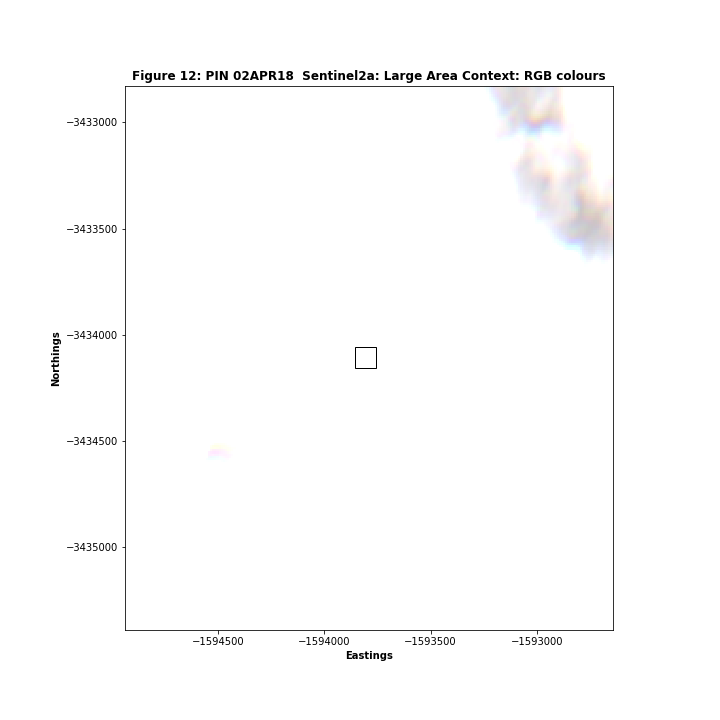 Figure 12: PIN 02APR18  Sentinel2a: Large Area Context: RGB colours
−3433000
−3433500
−3434000
−3434500
−3435000
Northings
−1594500 −1594000 −1593500 −1593000
Eastings